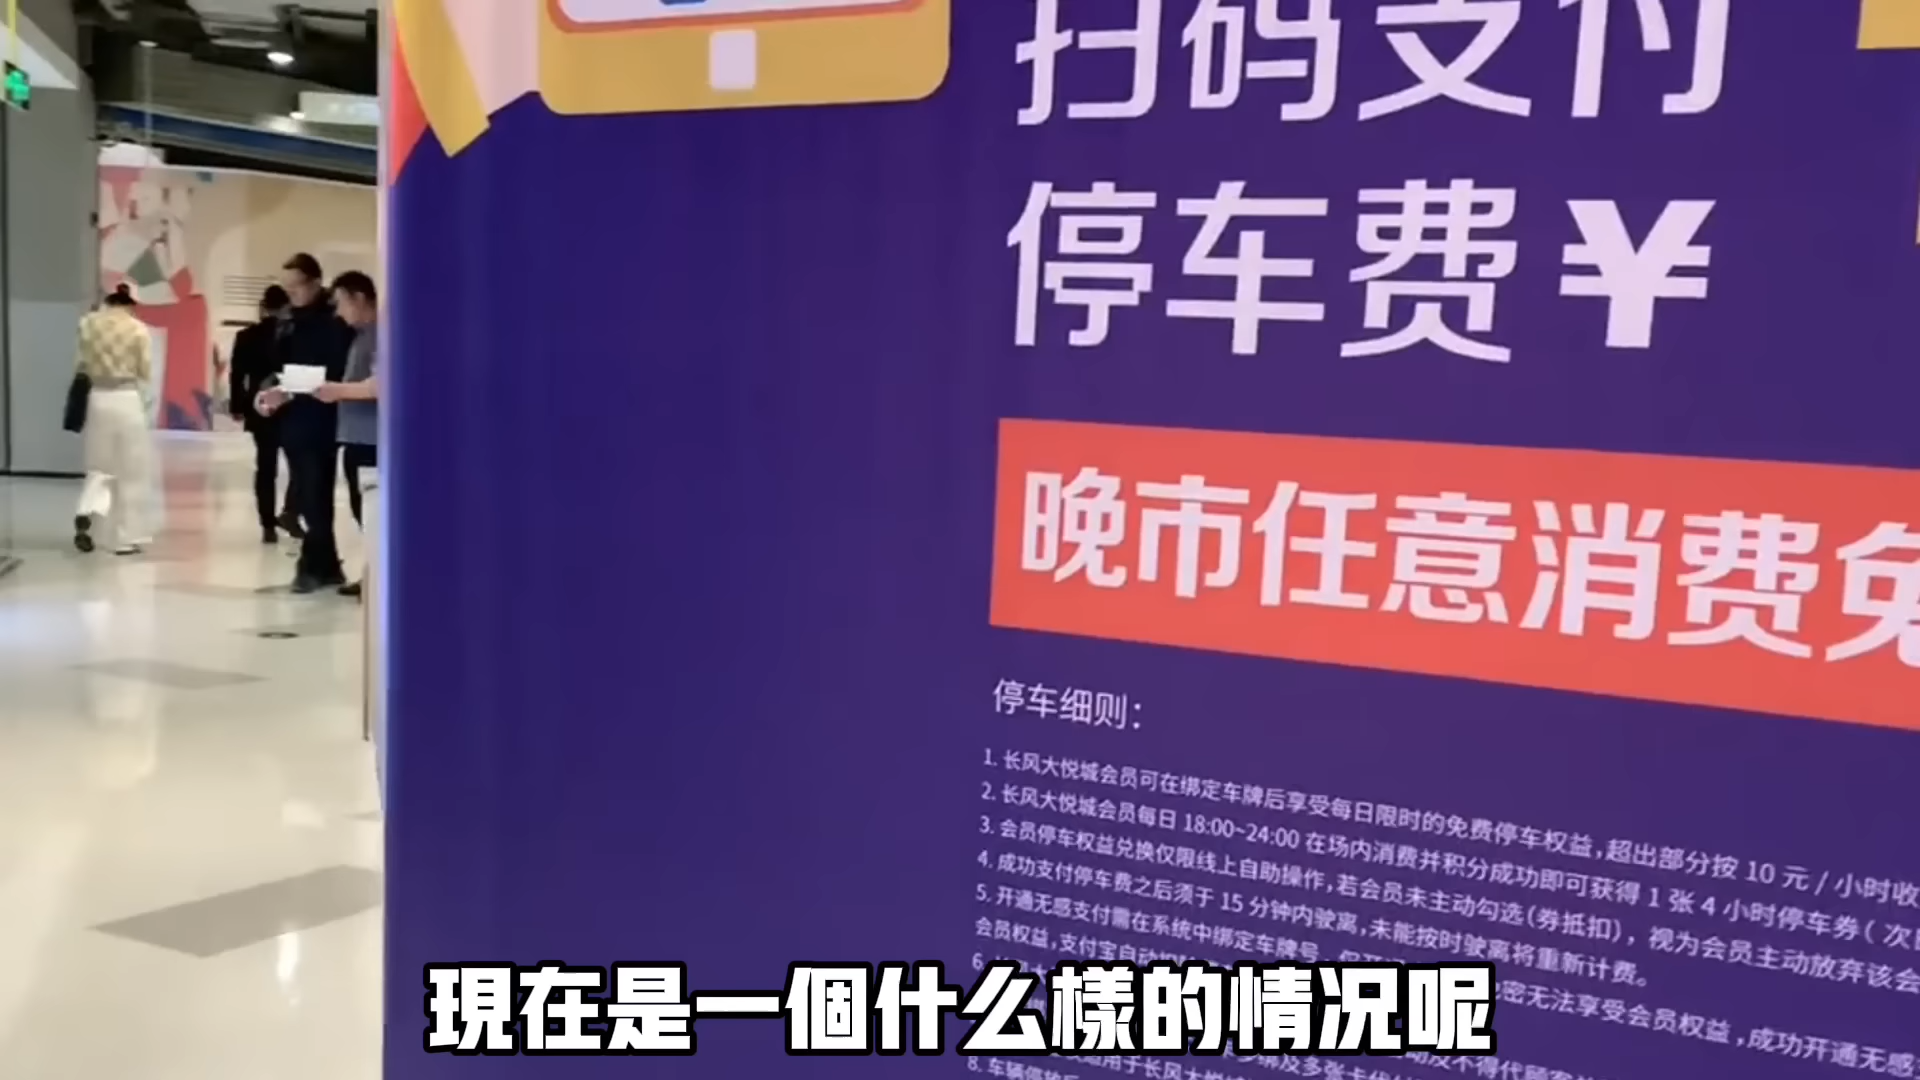 扫码支付
停车费¥
晚市任意消费免
停车细则：
1. 长风大悦城会员可在绑定车牌后享受每日限时的免费停车权益，超出部分按 10 元 / 小时收
2. 长风大悦城会员每日 18:00~24:00 在场内消费并积分成功即可获得 1 张 4 小时停车券（次
3. 会员停车权益兑换仅限线上自助操作，若会员未主动勾选（券抵扣），视为会员主动放弃该会
4. 成功支付停车费之后须于 15 分钟内驶离，未能按时驶离将重新计费。
5. 开通无感支付需在系统中绑定车牌号
密无法享受会员权益，成功开通无感
会员权益，支付宝自动
現在是一個什么樣的情况呢